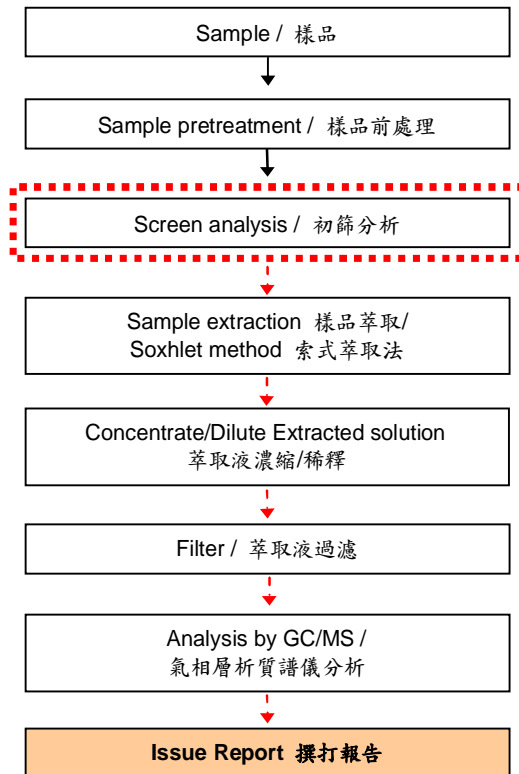 Sample / 樣品
Sample pretreatment / 樣品前處理
Screen analysis / 初篩分析
Sample extraction 樣品萃取/
Soxhlet method 索式萃取法
Concentrate/Dilute Extracted solution
萃取液濃縮/稀釋
Filter / 萃取液過濾
Analysis by GC/MS /
氣相層析質譜儀分析
Issue Report 撰打報告